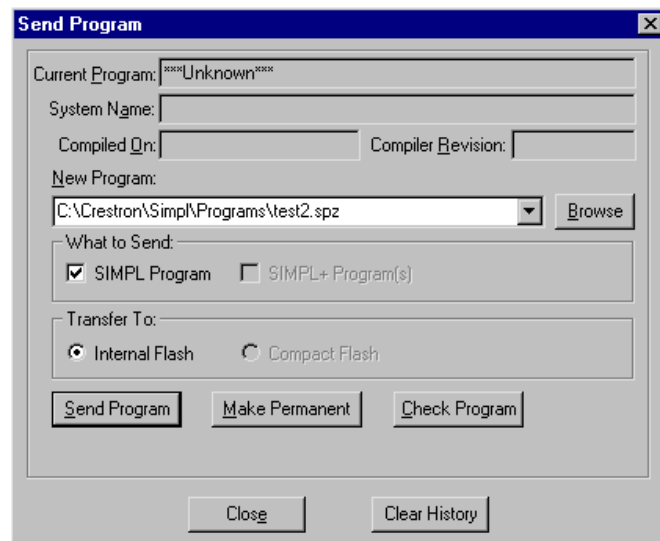 Send Program
Current Program: ***Unknown***
System Name:
Compiled On: Compiler Revision:
New Program:
C:\Crestron\Simpl\Programs\test2.spz Browse
What to Send:
SIMPL Program SIMPL+ Program(s)
Transfer To:
Internal Flash Compact Flash
Send Program Make Permanent Check Program
Close Clear History